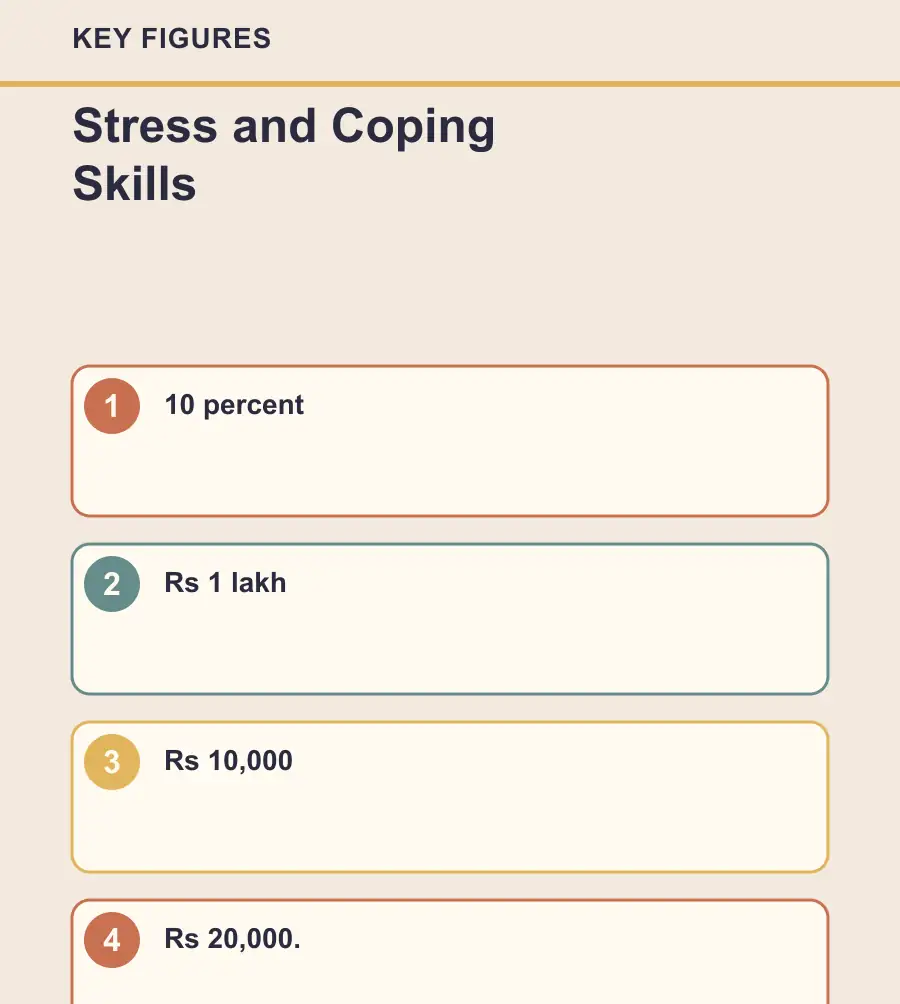 KEY FIGURES
Stress and Coping
Skills
1 10 percent
2 Rs 1 lakh
3 Rs 10,000
4 Rs 20,000.